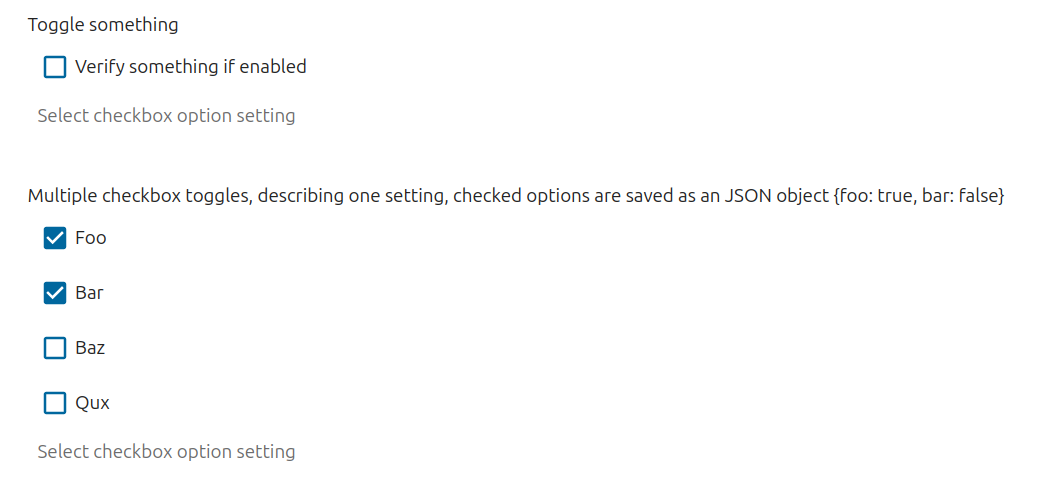 Toggle something
Verify something if enabled
Select checkbox option setting
Multiple checkbox toggles, describing one setting, checked options are saved as an JSON object {foo: true, bar: false}
Foo
Bar
Baz
Qux
Select checkbox option setting